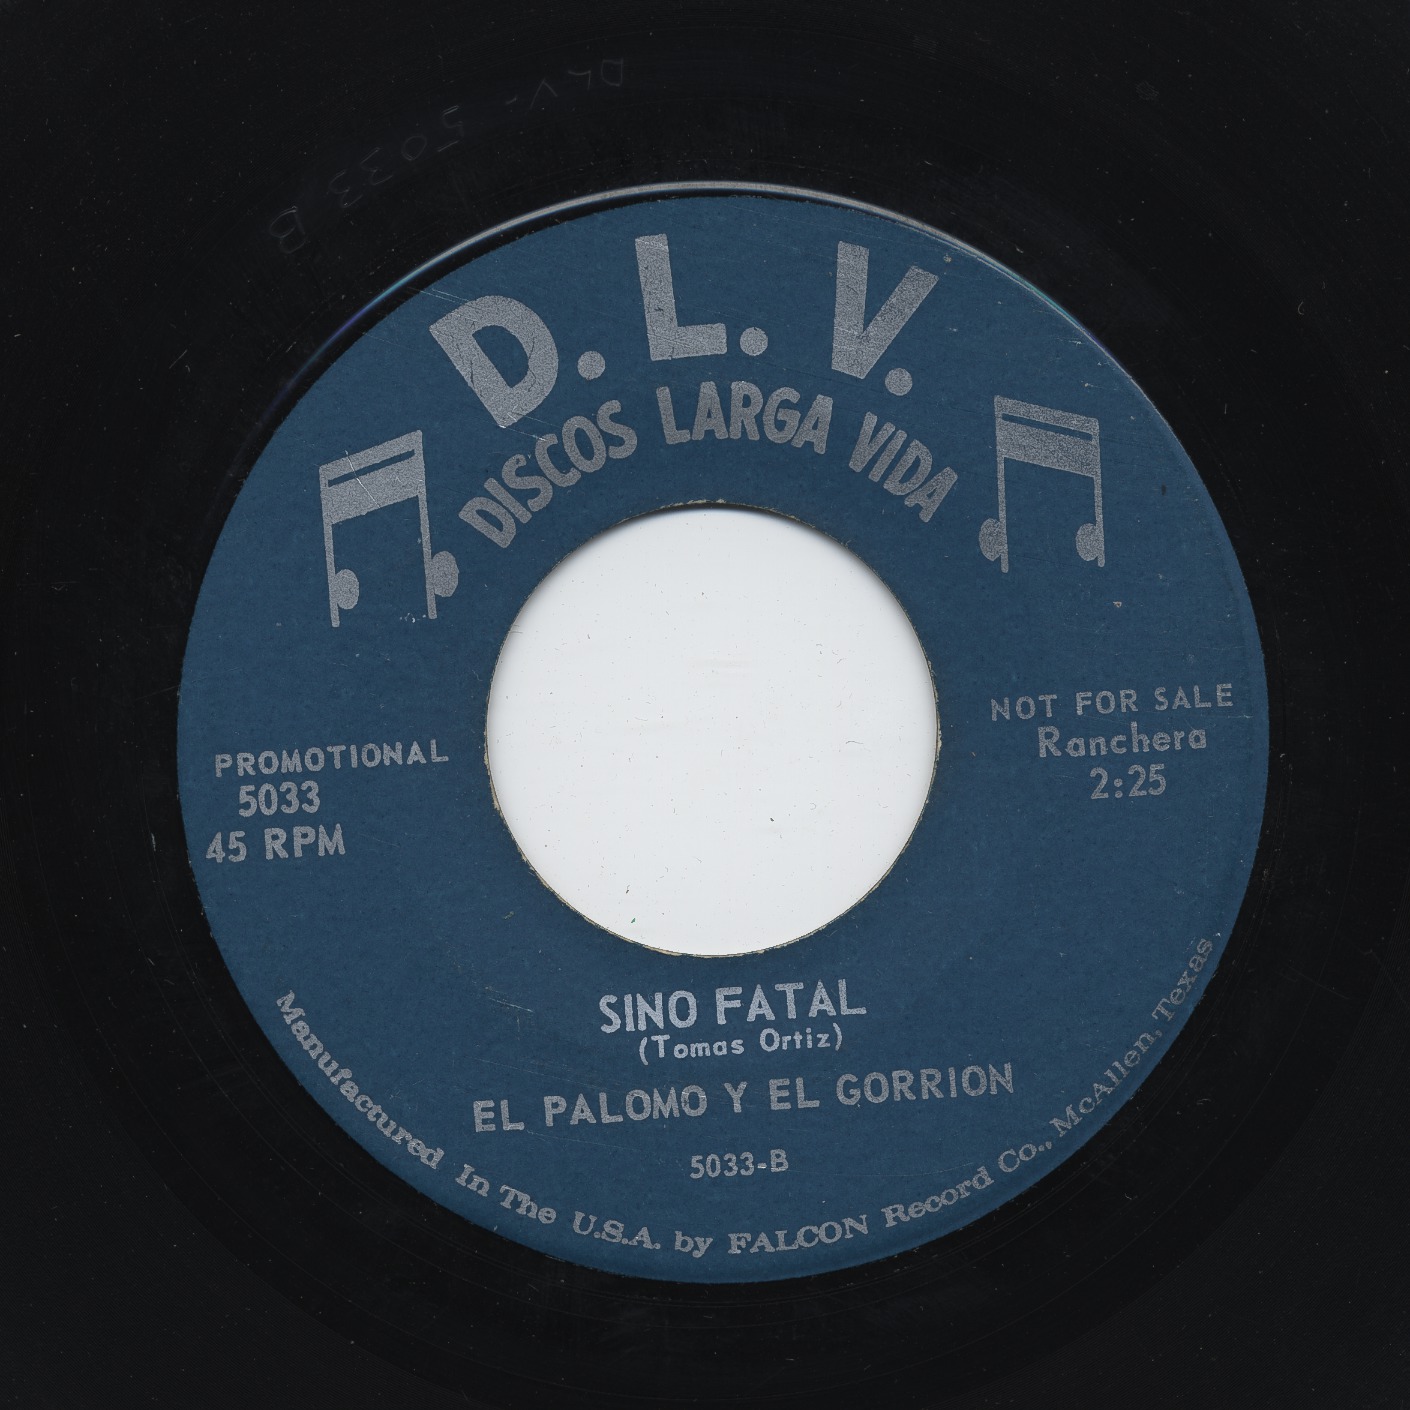 DLV-5033 B
D. L. V.
DISCOS LARGA VIDA
PROMOTIONAL
5033
45 RPM
NOT FOR SALE
Ranchera
2:25
SINO FATAL
(Tomas Ortiz)
EL PALOMO Y EL GORRION
5033-B
Manufactured In The U.S.A. by FALCON Record Co., McAllen, Texas